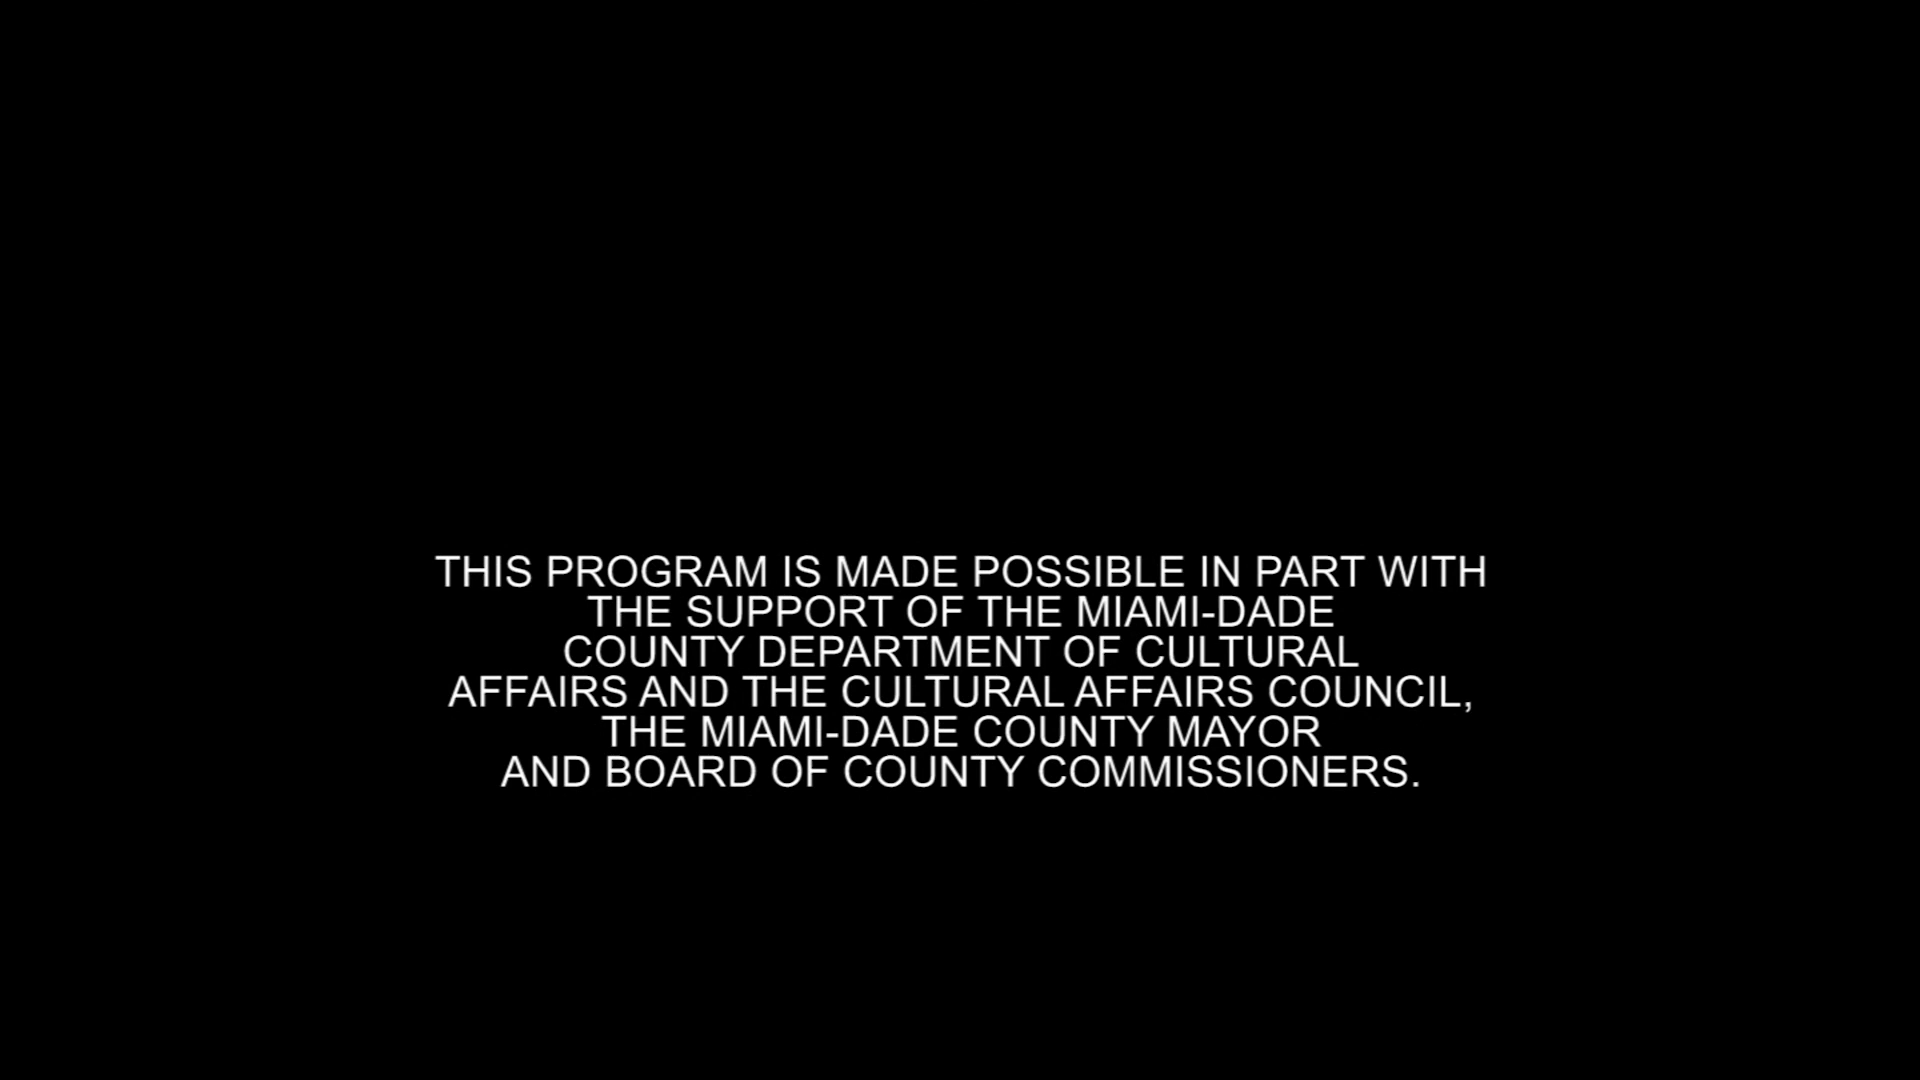 THIS PROGRAM IS MADE POSSIBLE IN PART WITH
THE SUPPORT OF THE MIAMI-DADE
COUNTY DEPARTMENT OF CULTURAL
AFFAIRS AND THE CULTURAL AFFAIRS COUNCIL,
THE MIAMI-DADE COUNTY MAYOR
AND BOARD OF COUNTY COMMISSIONERS.